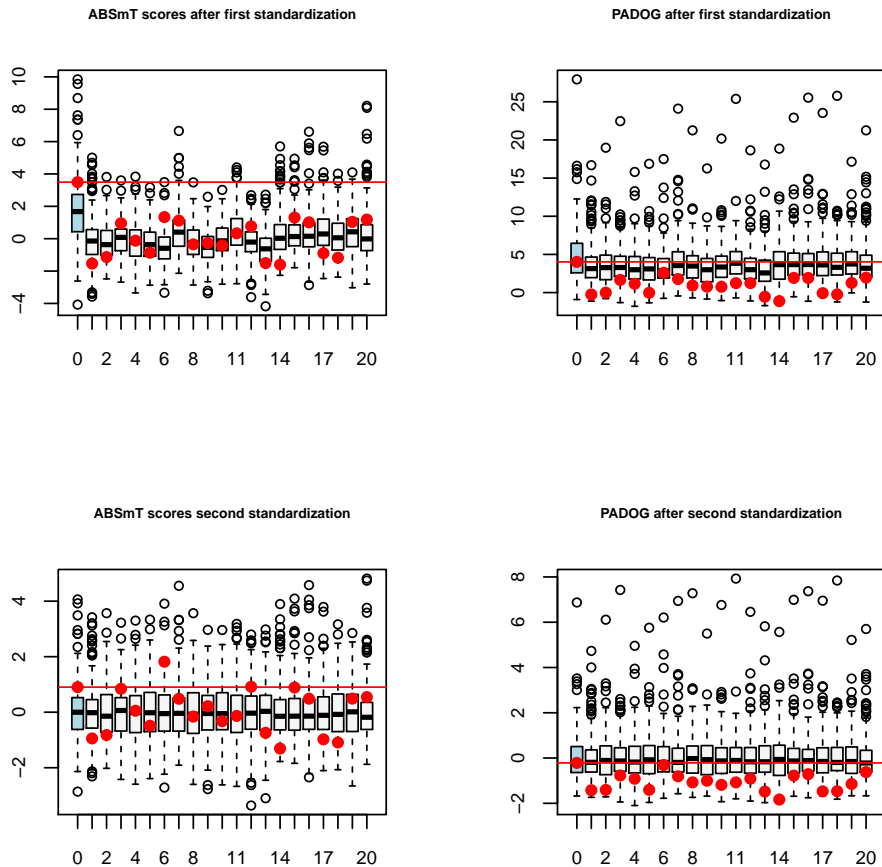 ABSmT scores after first standardization
10
8
6
4
2
0
−4
0 2 4 6 8 11 14 17 20
PADOG after first standardization
25
20
15
10
5
0
0 2 4 6 8 11 14 17 20
ABSmT scores second standardization
4
2
0
−2
0 2 4 6 8 11 14 17 20
PADOG after second standardization
8
6
4
2
0
−2
0 2 4 6 8 11 14 17 20